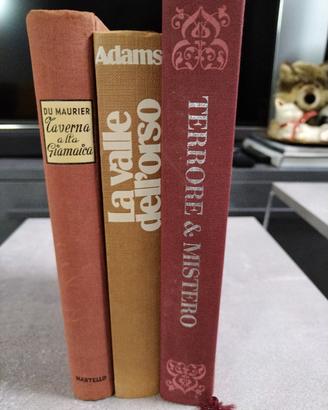 DU MAURIER
Taverna
alla
Giamaica
MARTELLO
Adams
La valle
dell'orso
TERRORE & MISTERO